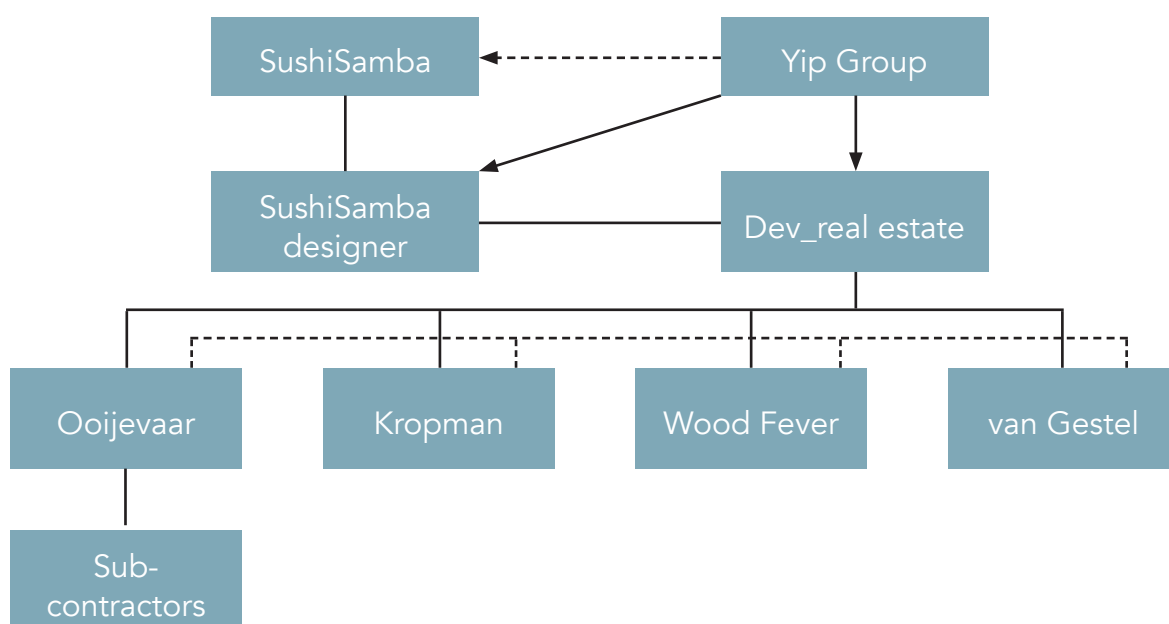 SushiSamba
Yip Group
SushiSamba
designer
Dev_real estate
Ooijevaar
Kropman
Wood Fever
van Gestel
Sub-
contractors